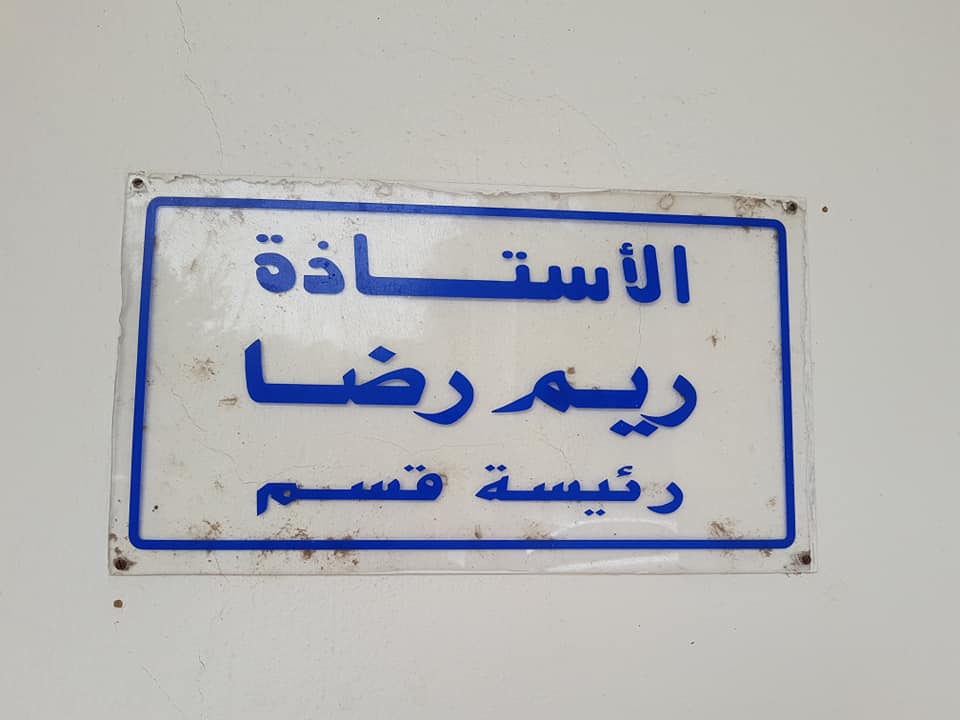 الأستاذة
ريم رضا
رئيسة قسم